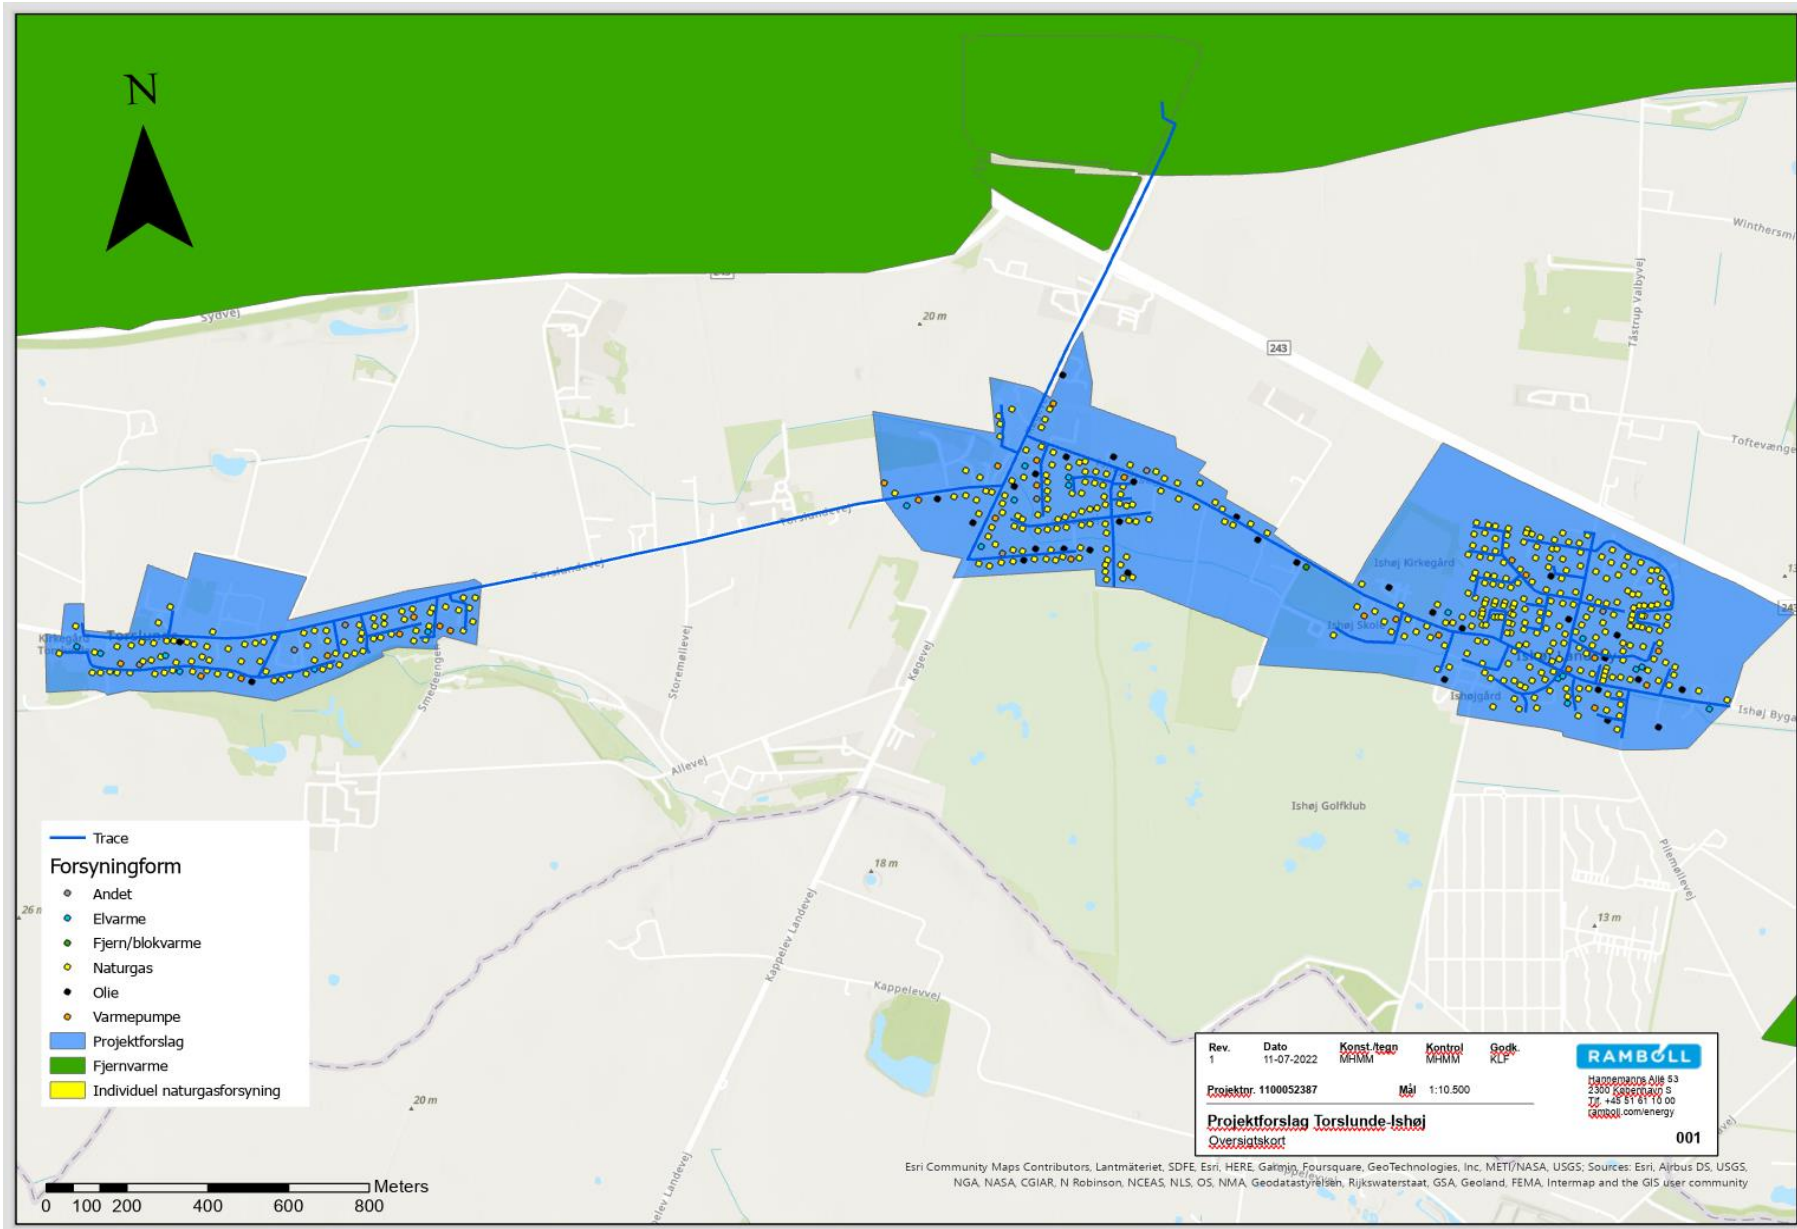 N
Sydvej
20 m
243
Tåstrup Valbyvej
Toftevænge
Torslundevej
Torslundevej
Ishøj Kirkegård
Ishøj Skole
Ishøjgård
Ishøj Byga
Kirkegård
Smedeengen
Storemøllevej
Køgevej
Allevej
Ishøj Golfklub
Pilemøllevej
18 m
13 m
26 m
20 m
Kappelev Landevej
Kappelevvej
Trace
Forsyningform
Andet
Elvarme
Fjern/blokvarme
Naturgas
Olie
Varmepumpe
Projektforslag
Fjernvarme
Individuel naturgasforsyning
0 100 200 400 600 800 Meters
Rev. Dato Konst./tegn Kontrol Godk.
1 11-07-2022 MHMM MHMM KLF
Projektnr. 1100052387 Mål 1:10.500
Projektforslag Torslunde-Ishøj
Oversigtskort
RAMBOLL
Hannemanns Allé 53
2300 København S
Tlf. +45 51 61 10 00
ramboll.com/energy
001
Esri Community Maps Contributors, Lantmäteriet, SDFE, Esri, HERE, Garmin, Foursquare, GeoTechnologies, Inc, METI/NASA, USGS; Sources: Esri, Airbus DS, USGS,
NGA, NASA, CGIAR, N Robinson, NCEAS, NLS, OS, NMA, Geodatastyrelsen, Rijkswaterstaat, GSA, Geoland, FEMA, Intermap and the GIS user community